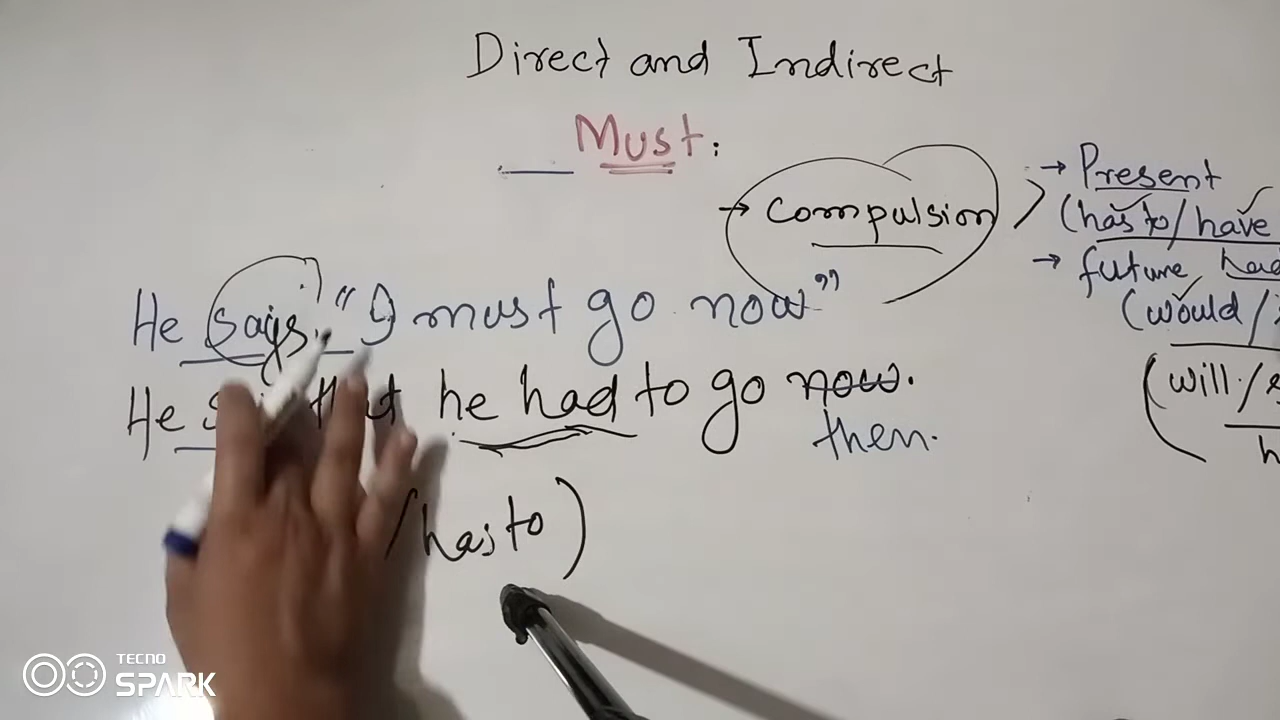 Direct and Indirect
Must:
→ Compulsion
→ Present
(has to/ have
→ future, had
(would/
(will/
He says, "I must go now"
He that he had to go now.
then.
/has to)
TECNO
SPARK